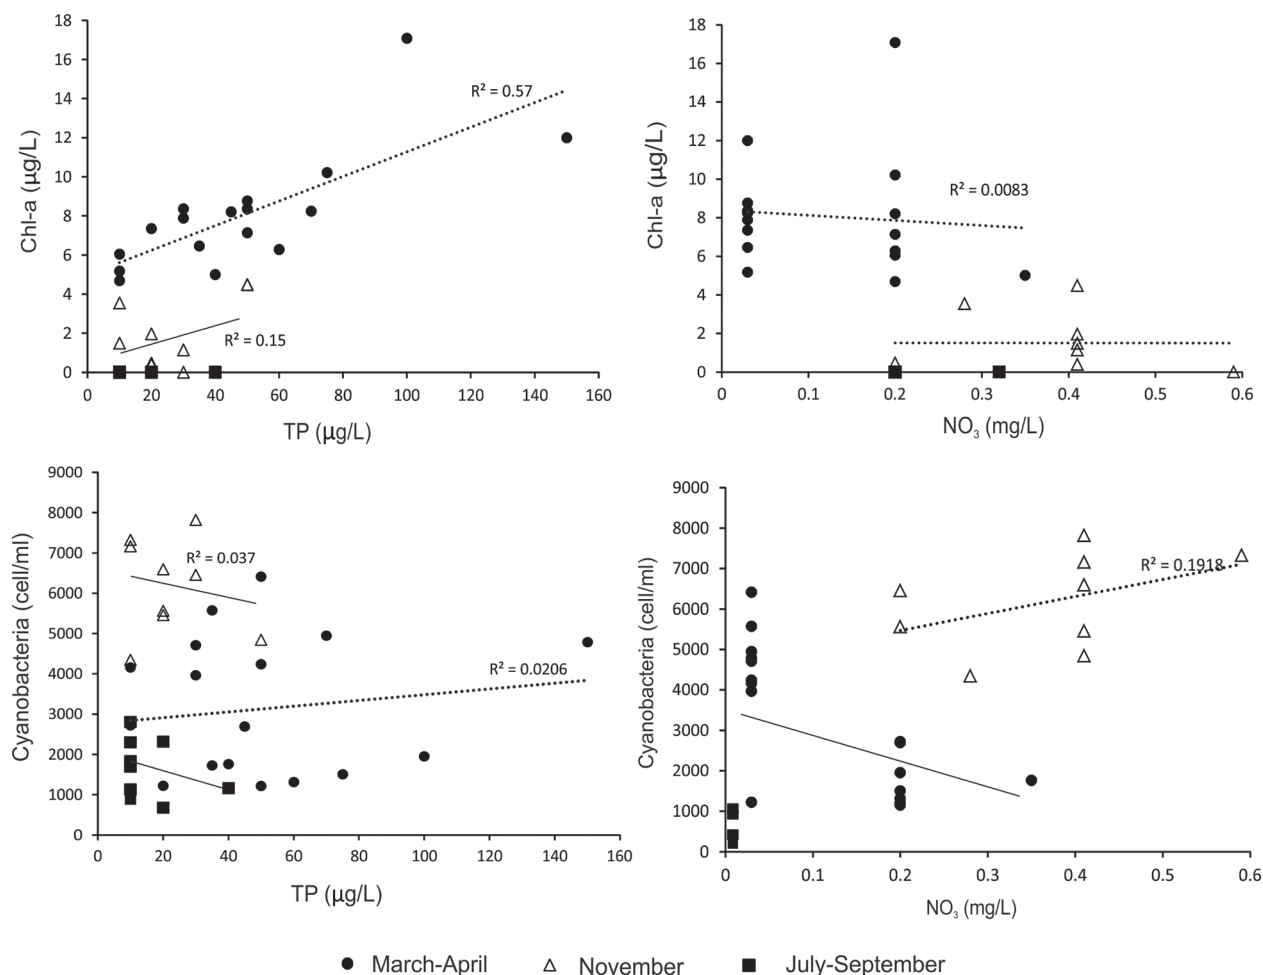 18
16
14
12
10
8
6
4
2
0
Chl-a (µg/L)
R² = 0.57
R² = 0.15
0 20 40 60 80 100 120 140 160
TP (µg/L)
18
16
14
12
10
8
6
4
2
0
Chl-a (µg/L)
R² = 0.0083
0 0.1 0.2 0.3 0.4 0.5 0.6
NO₃ (mg/L)
9000
8000
7000
6000
5000
4000
3000
2000
1000
0
Cyanobacteria (cell/ml)
R² = 0.037
R² = 0.0206
0 20 40 60 80 100 120 140 160
TP (µg/L)
9000
8000
7000
6000
5000
4000
3000
2000
1000
0
Cyanobacteria (cell/ml)
R² = 0.1918
0 0.1 0.2 0.3 0.4 0.5 0.6
NO₃ (mg/L)
March-April November July-September